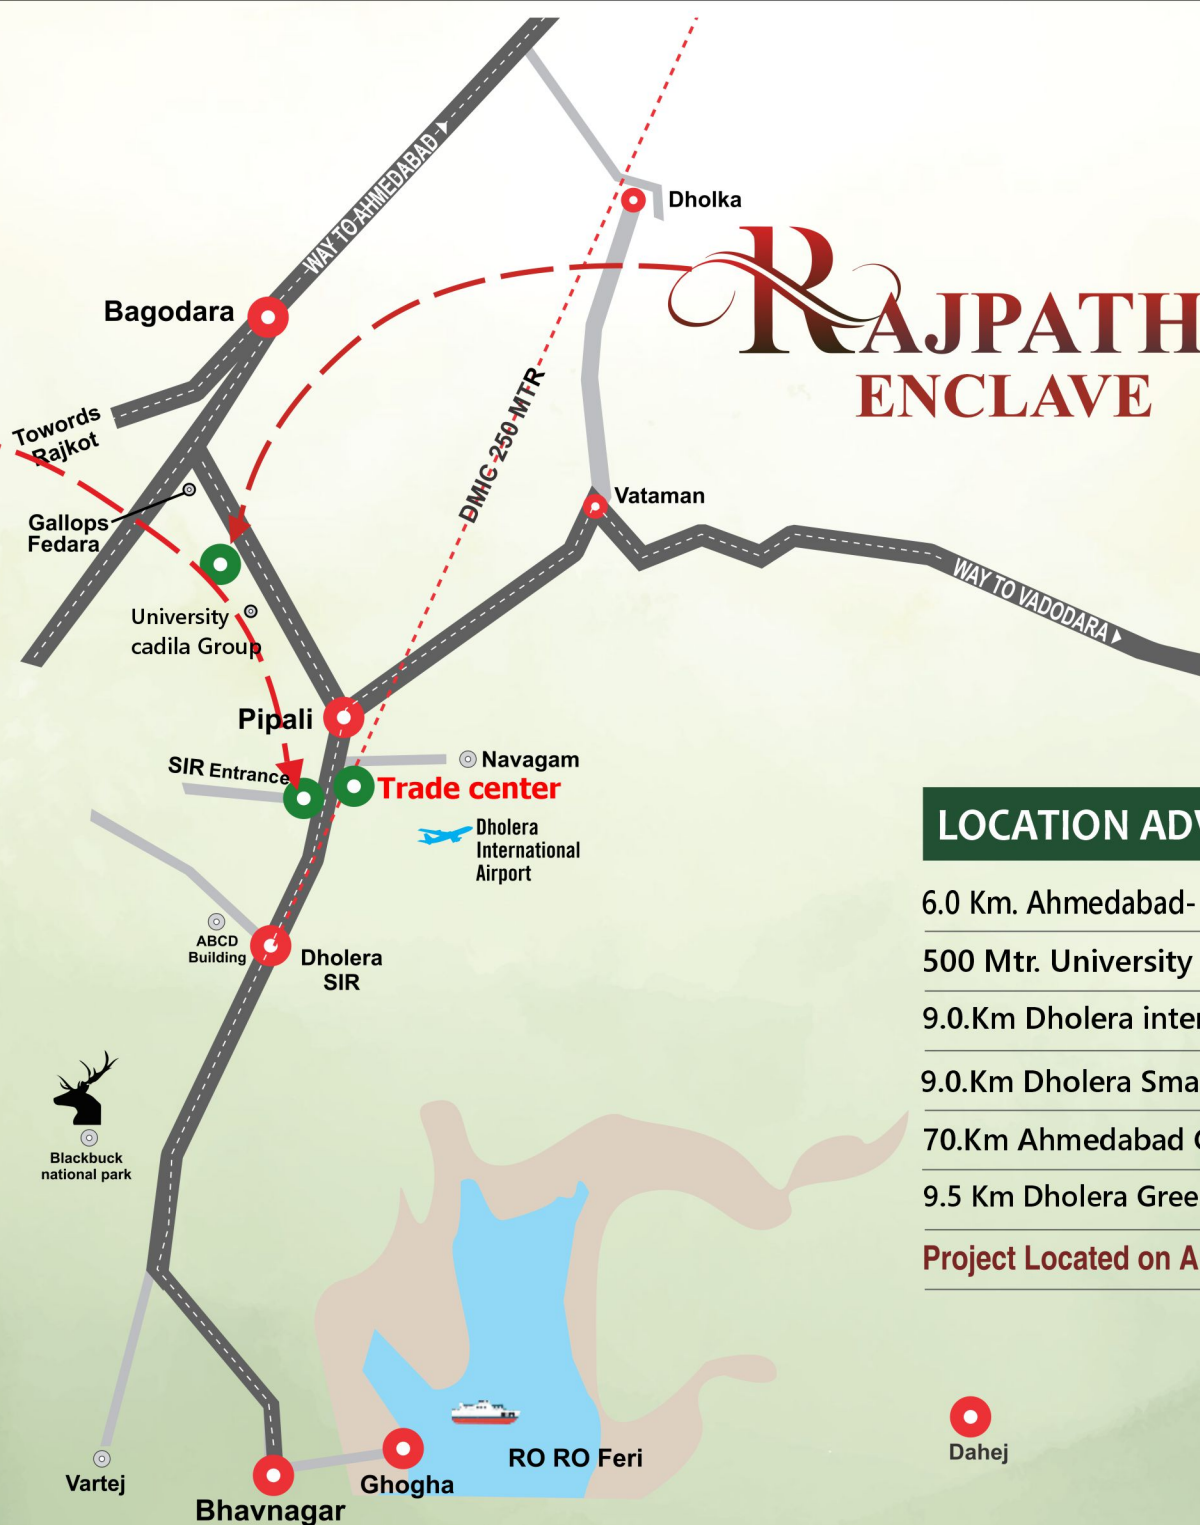 WAY TO AHMEDABAD
Dholka
Bagodara
RAJPATH
ENCLAVE
Towords
Rajkot
DMIC 250 MTR
Vataman
Gallops
Fedara
WAY TO VADODARA
University
cadila Group
Pipali
SIR Entrance
Navagam
Trade center
Dholera
International
Airport
LOCATION ADV
6.0 Km. Ahmedabad-
500 Mtr. University
9.0.Km Dholera inter
9.0.Km Dholera Sma
70.Km Ahmedabad
9.5 Km Dholera Gree
Project Located on A
ABCD
Building
Dholera
SIR
Blackbuck
national park
Dahej
RO RO Feri
Vartej
Ghogha
Bhavnagar